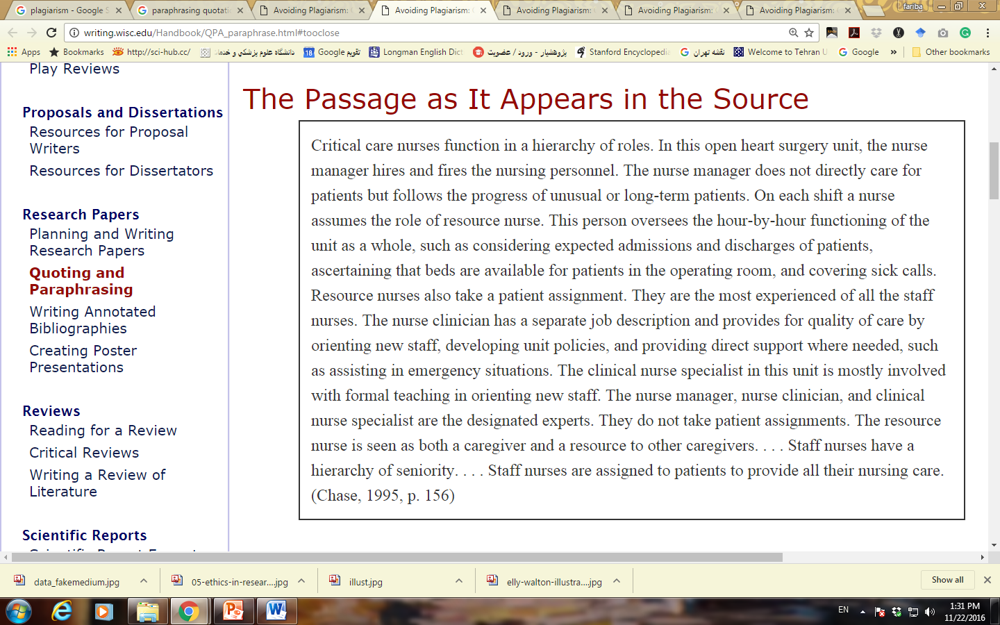 plagiarism - Google S
paraphrasing quotati
Avoiding Plagiarism:
Avoiding Plagiarism:
Avoiding Plagiarism:
Avoiding Plagiarism:
Avoiding Plagiarism:
fariba
writing.wisc.edu/Handbook/QPA_paraphrase.html#tooclose
Apps
Bookmarks
http://sci-hub.cc/
دانشگاه علوم پزشکی و خدمات
تقویم Google
Longman English Dict
پژوهشیار - ورود / عضویت
Stanford Encyclopedia
نقشه تهران
Welcome to Tehran U
Google
»
Other bookmarks
Play Reviews
Proposals and Dissertations
Resources for Proposal
Writers
Resources for Dissertators
Research Papers
Planning and Writing
Research Papers
Quoting and
Paraphrasing
Writing Annotated
Bibliographies
Creating Poster
Presentations
Reviews
Reading for a Review
Critical Reviews
Writing a Review of
Literature
Scientific Reports
The Passage as It Appears in the Source
Critical care nurses function in a hierarchy of roles. In this open heart surgery unit, the nurse
manager hires and fires the nursing personnel. The nurse manager does not directly care for
patients but follows the progress of unusual or long-term patients. On each shift a nurse
assumes the role of resource nurse. This person oversees the hour-by-hour functioning of the
unit as a whole, such as considering expected admissions and discharges of patients,
ascertaining that beds are available for patients in the operating room, and covering sick calls.
Resource nurses also take a patient assignment. They are the most experienced of all the staff
nurses. The nurse clinician has a separate job description and provides for quality of care by
orienting new staff, developing unit policies, and providing direct support where needed, such
as assisting in emergency situations. The clinical nurse specialist in this unit is mostly involved
with formal teaching in orienting new staff. The nurse manager, nurse clinician, and clinical
nurse specialist are the designated experts. They do not take patient assignments. The resource
nurse is seen as both a caregiver and a resource to other caregivers. . . . Staff nurses have a
hierarchy of seniority. . . . Staff nurses are assigned to patients to provide all their nursing care.
(Chase, 1995, p. 156)
data_fakemedium.jpg
05-ethics-in-resear....jpg
illust.jpg
elly-walton-illustra....jpg
Show all
EN
1:31 PM
11/22/2016